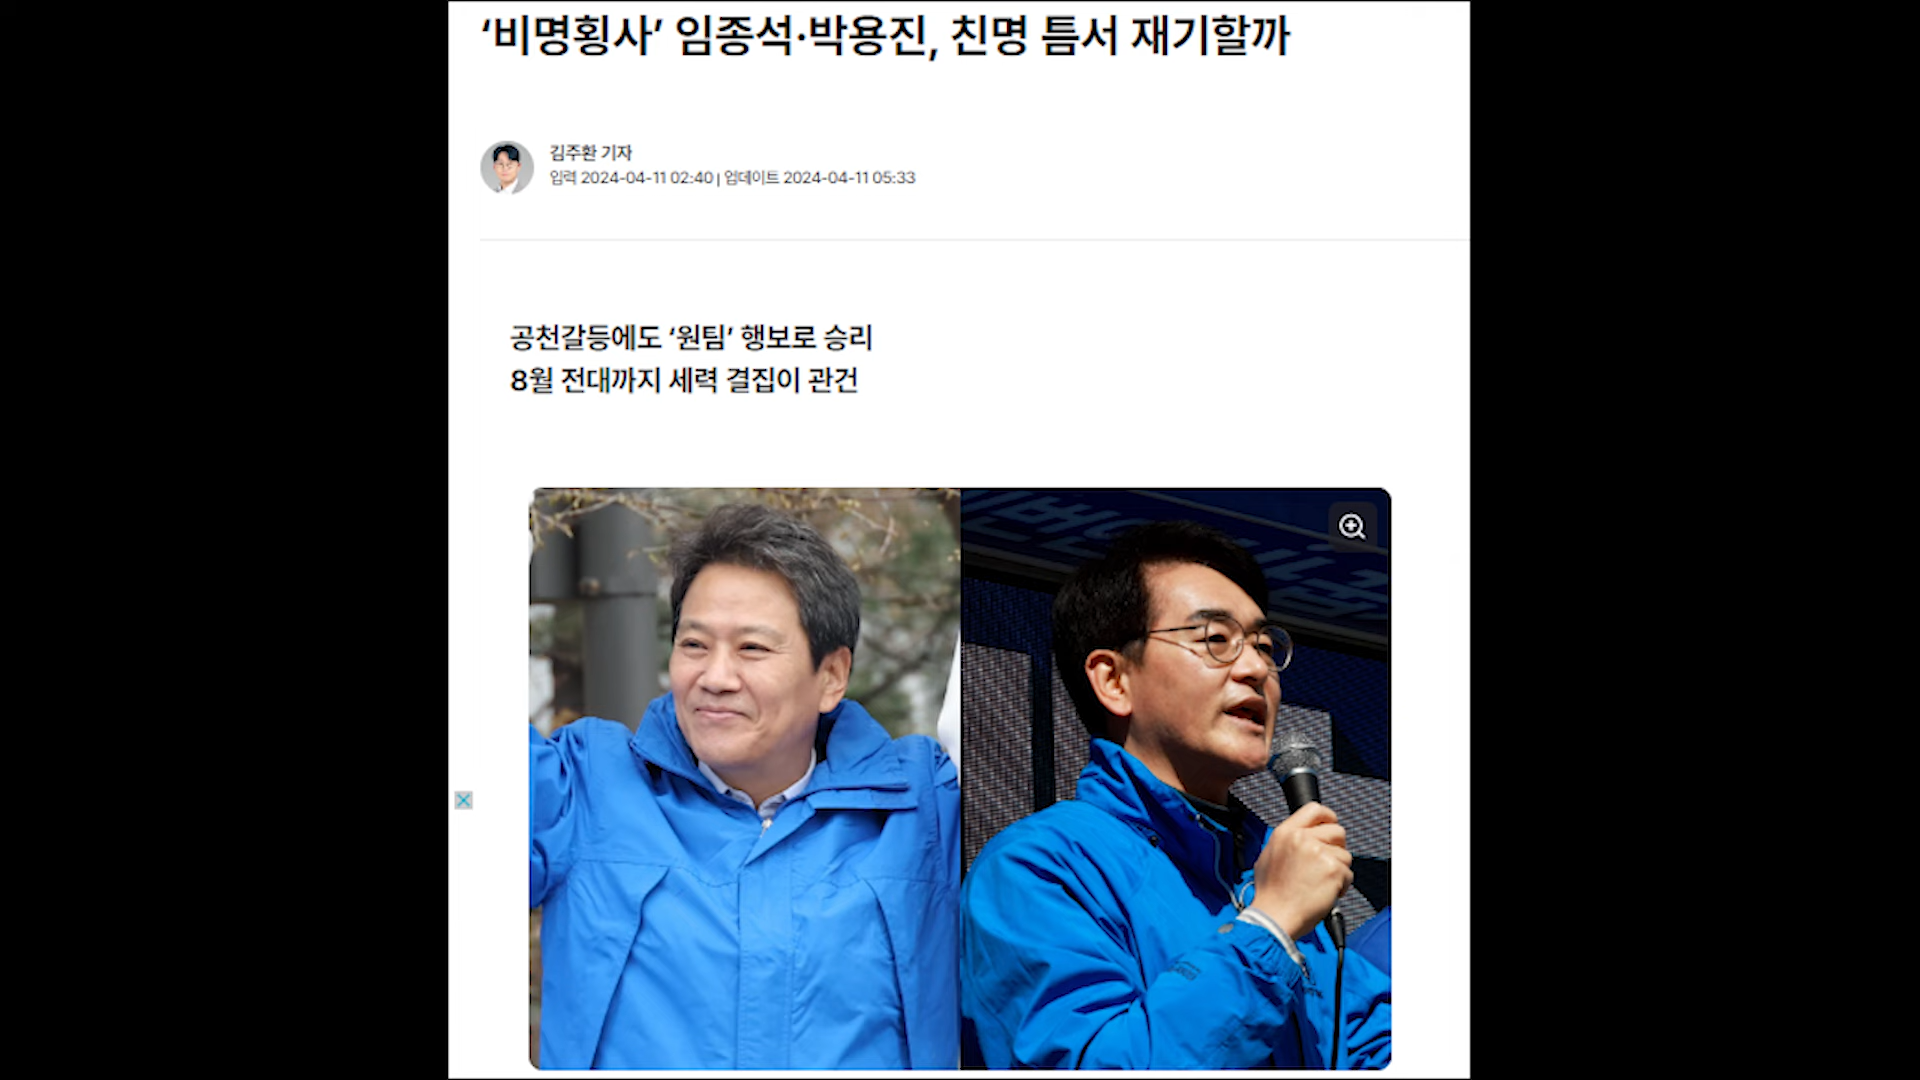 ‘비명횡사’ 임종석·박용진, 친명 틈서 재기할까
김주환 기자
입력 2024-04-11 02:40 | 업데이트 2024-04-11 05:33
공천갈등에도 ‘원팀’ 행보로 승리
8월 전대까지 세력 결집이 관건